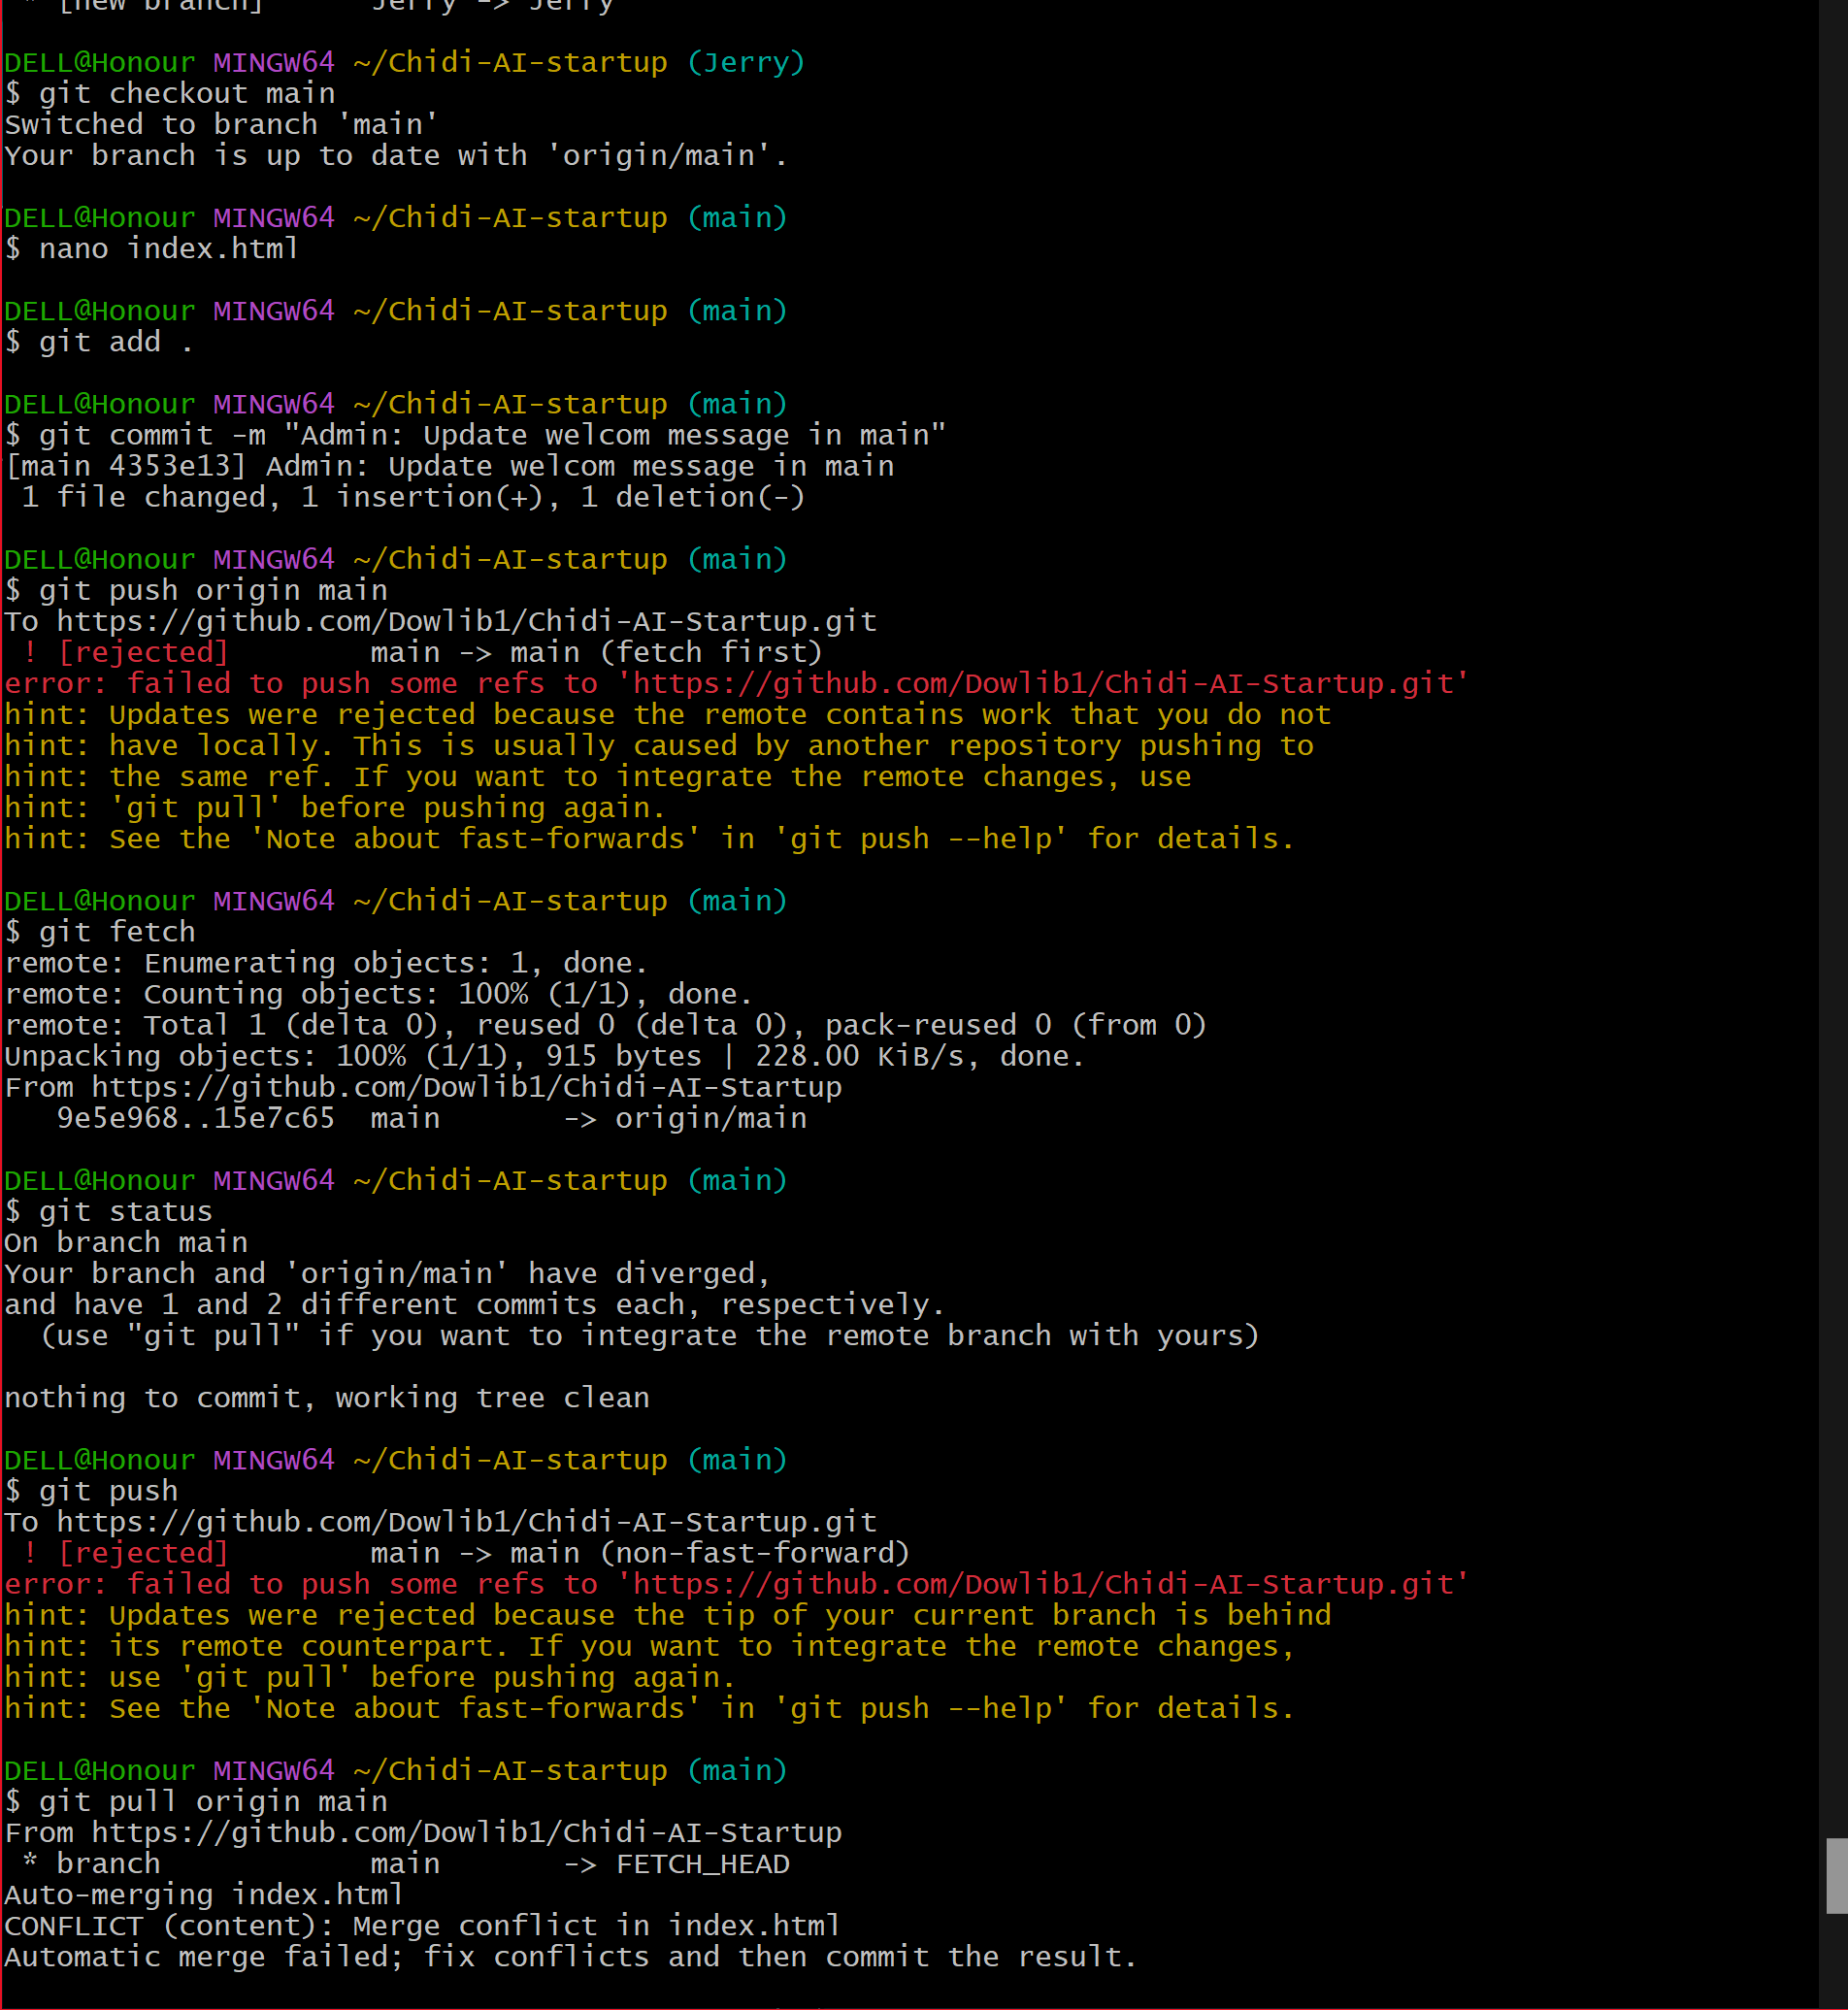 * [new branch]      Jerry -> Jerry
DELL@Honour MINGW64 ~/Chidi-AI-startup (Jerry)
$ git checkout main
Switched to branch 'main'
Your branch is up to date with 'origin/main'.
DELL@Honour MINGW64 ~/Chidi-AI-startup (main)
$ nano index.html
DELL@Honour MINGW64 ~/Chidi-AI-startup (main)
$ git add .
DELL@Honour MINGW64 ~/Chidi-AI-startup (main)
$ git commit -m "Admin: Update welcom message in main"
[main 4353e13] Admin: Update welcom message in main
 1 file changed, 1 insertion(+), 1 deletion(-)
DELL@Honour MINGW64 ~/Chidi-AI-startup (main)
$ git push origin main
To https://github.com/Dowlib1/Chidi-AI-Startup.git
 ! [rejected]        main -> main (fetch first)
error: failed to push some refs to 'https://github.com/Dowlib1/Chidi-AI-Startup.git'
hint: Updates were rejected because the remote contains work that you do not
hint: have locally. This is usually caused by another repository pushing to
hint: the same ref. If you want to integrate the remote changes, use
hint: 'git pull' before pushing again.
hint: See the 'Note about fast-forwards' in 'git push --help' for details.
DELL@Honour MINGW64 ~/Chidi-AI-startup (main)
$ git fetch
remote: Enumerating objects: 1, done.
remote: Counting objects: 100% (1/1), done.
remote: Total 1 (delta 0), reused 0 (delta 0), pack-reused 0 (from 0)
Unpacking objects: 100% (1/1), 915 bytes | 228.00 KiB/s, done.
From https://github.com/Dowlib1/Chidi-AI-Startup
   9e5e968..15e7c65  main       -> origin/main
DELL@Honour MINGW64 ~/Chidi-AI-startup (main)
$ git status
On branch main
Your branch and 'origin/main' have diverged,
and have 1 and 2 different commits each, respectively.
  (use "git pull" if you want to integrate the remote branch with yours)
nothing to commit, working tree clean
DELL@Honour MINGW64 ~/Chidi-AI-startup (main)
$ git push
To https://github.com/Dowlib1/Chidi-AI-Startup.git
 ! [rejected]        main -> main (non-fast-forward)
error: failed to push some refs to 'https://github.com/Dowlib1/Chidi-AI-Startup.git'
hint: Updates were rejected because the tip of your current branch is behind
hint: its remote counterpart. If you want to integrate the remote changes,
hint: use 'git pull' before pushing again.
hint: See the 'Note about fast-forwards' in 'git push --help' for details.
DELL@Honour MINGW64 ~/Chidi-AI-startup (main)
$ git pull origin main
From https://github.com/Dowlib1/Chidi-AI-Startup
 * branch            main       -> FETCH_HEAD
Auto-merging index.html
CONFLICT (content): Merge conflict in index.html
Automatic merge failed; fix conflicts and then commit the result.